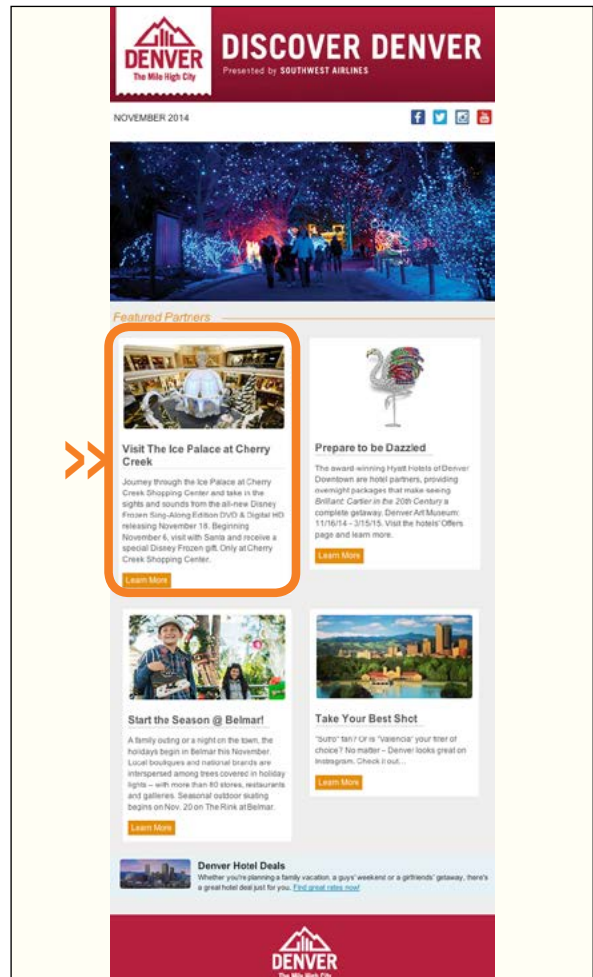 DENVER
The Mile High City
DISCOVER DENVER
Presented by SOUTHWEST AIRLINES
NOVEMBER 2014
Featured Partners
Visit The Ice Palace at Cherry
Creek
Journey through the Ice Palace at Cherry
Creek Shopping Center and take in the
sights and sounds from the all-new Disney
Frozen Sing-Along Edition DVD & Digital HD
releasing November 18. Beginning
November 6, visit with Santa and receive a
special Disney Frozen gift. Only at Cherry
Creek Shopping Center.
Learn More
Prepare to be Dazzled
The award-winning Hyatt Hotels of Denver
Downtown are hotel partners, providing
overnight packages that make seeing
Brilliant: Cartier in the 20th Century a
complete getaway. Denver Art Museum:
11/16/14 - 3/15/15. Visit the hotels' Offers
page and learn more.
Learn More
Start the Season @ Belmar!
A family outing or a night on the town, the
holidays begin in Belmar this November.
Local boutiques and national brands are
interspersed among trees covered in holiday
lights – with more than 80 stores, restaurants
and galleries. Seasonal outdoor skating
begins on Nov. 20 on The Rink at Belmar.
Learn More
Take Your Best Shot
"Sutro" fan? Or is "Valencia" your filter of
choice? No matter – Denver looks great on
Instagram. Check it out...
Learn More
Denver Hotel Deals
Whether you're planning a family vacation, a guys' weekend or a girlfriends' getaway, there's
a great hotel deal just for you. Find great rates now!
DENVER
The Mile High City